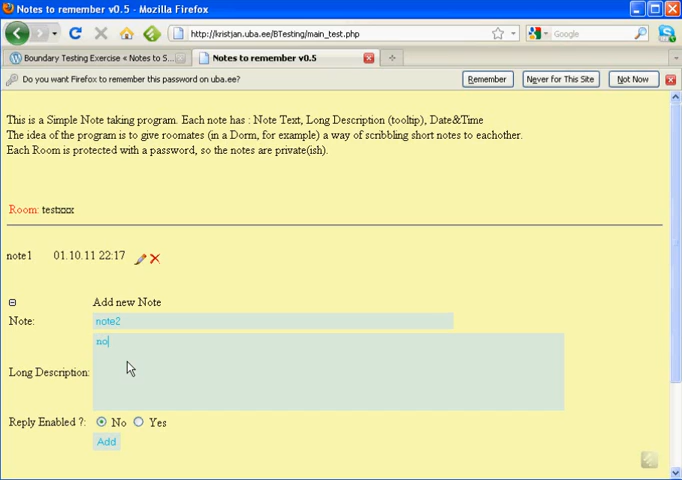 Notes to remember v0.5 - Mozilla Firefox
http://kristjan.uba.ee/BTesting/main_test.php
Google
Boundary Testing Exercise « Notes to S...
Notes to remember v0.5
Do you want Firefox to remember this password on uba.ee?
Remember
Never for This Site
Not Now
This is a Simple Note taking program. Each note has : Note Text, Long Description (tooltip), Date&Time
The idea of the program is to give roomates (in a Dorm, for example) a way of scribbling short notes to eachother.
Each Room is protected with a password, so the notes are private(ish).
Room: testxxx
note1 01.10.11 22:17
Add new Note
Note: note2
no
Long Description:
Reply Enabled ?: No Yes
Add